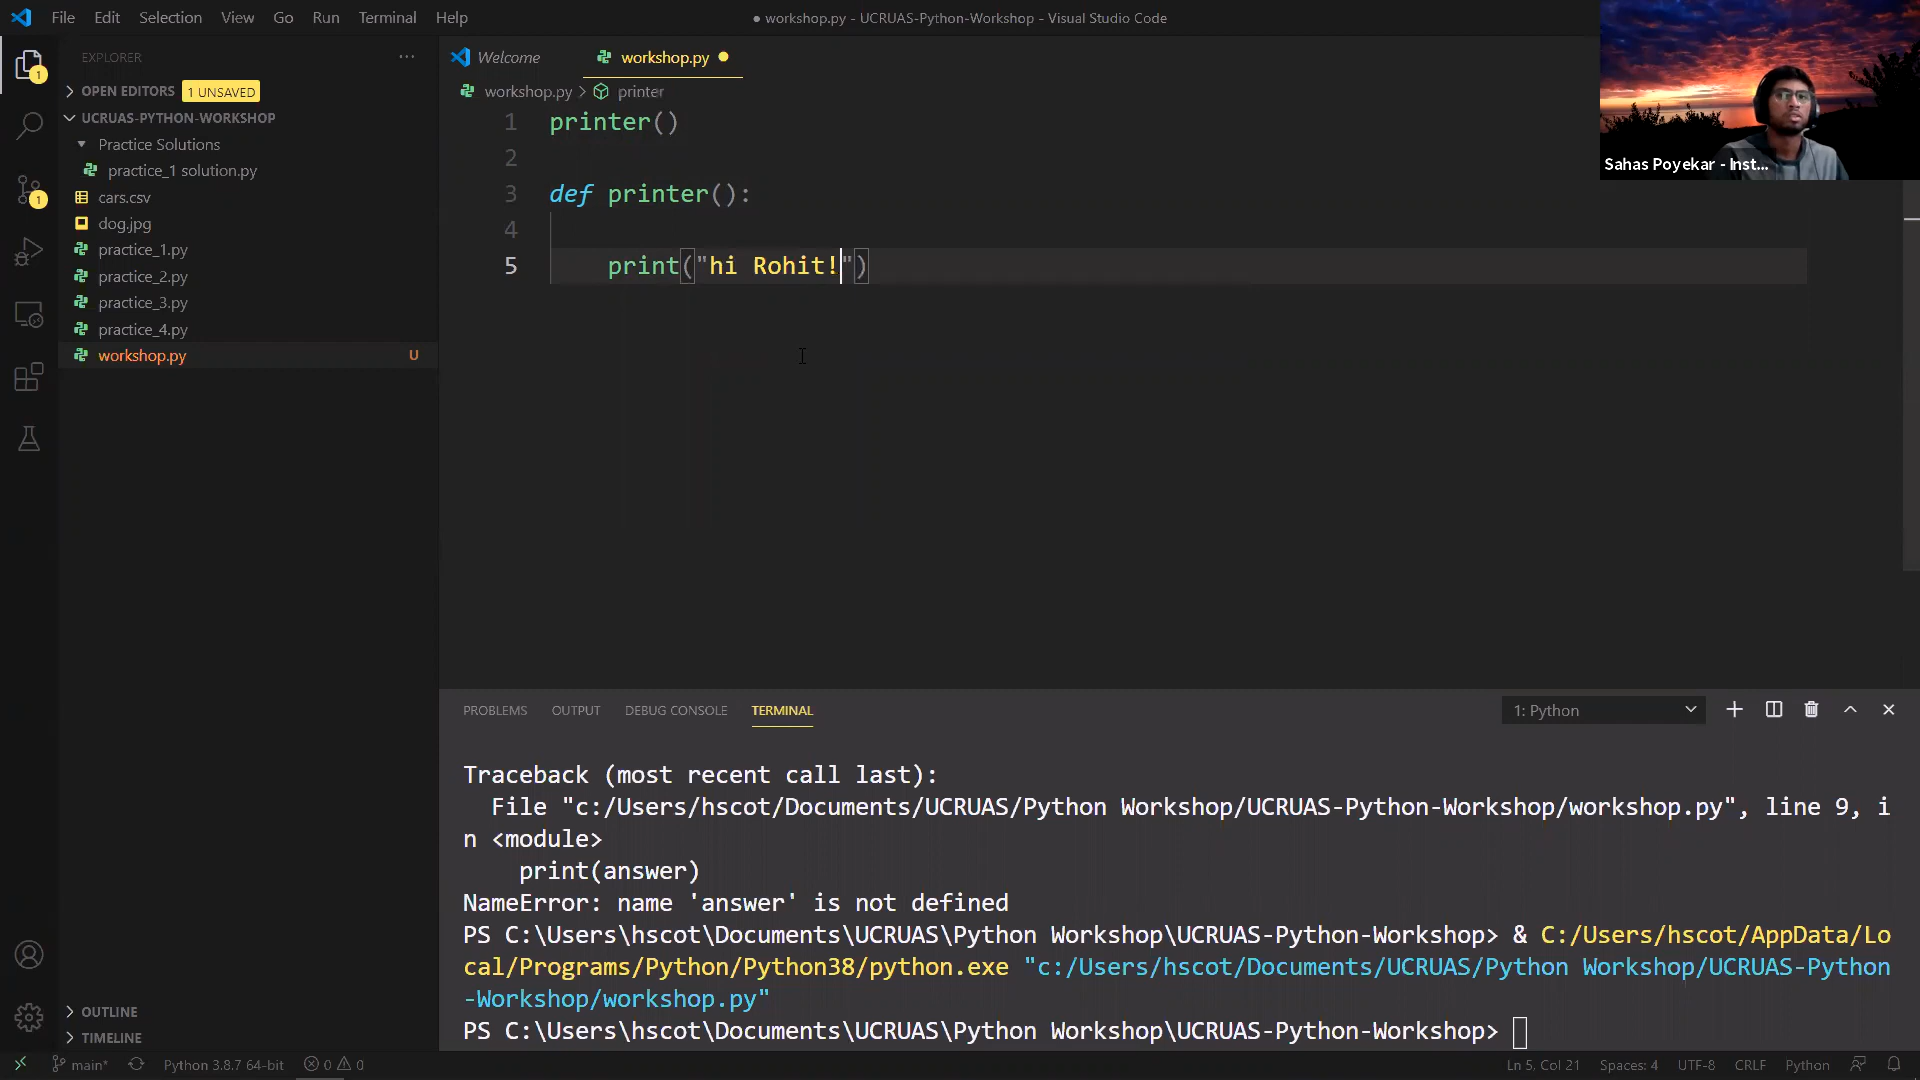 File Edit Selection View Go Run Terminal Help
● workshop.py - UCRUAS-Python-Workshop - Visual Studio Code
EXPLORER
OPEN EDITORS 1 UNSAVED
UCRUAS-PYTHON-WORKSHOP
Practice Solutions
practice_1 solution.py
cars.csv
dog.jpg
practice_1.py
practice_2.py
practice_3.py
practice_4.py
workshop.py U
OUTLINE
TIMELINE
1
1
Welcome workshop.py
workshop.py > printer
1 printer()
2
3 def printer():
4
5 print("hi Rohit!")
Sahas Poyekar - Inst...
PROBLEMS OUTPUT DEBUG CONSOLE TERMINAL
1: Python
Traceback (most recent call last):
File "c:/Users/hscot/Documents/UCRUAS/Python Workshop/UCRUAS-Python-Workshop/workshop.py", line 9, i
n <module>
print(answer)
NameError: name 'answer' is not defined
PS C:\Users\hscot\Documents\UCRUAS\Python Workshop\UCRUAS-Python-Workshop> & C:/Users/hscot/AppData/Lo
cal/Programs/Python/Python38/python.exe "c:/Users/hscot/Documents/UCRUAS/Python Workshop/UCRUAS-Python
-Workshop/workshop.py"
PS C:\Users\hscot\Documents\UCRUAS\Python Workshop\UCRUAS-Python-Workshop>
main* Python 3.8.7 64-bit 0 0 Ln 5, Col 21 Spaces: 4 UTF-8 CRLF Python